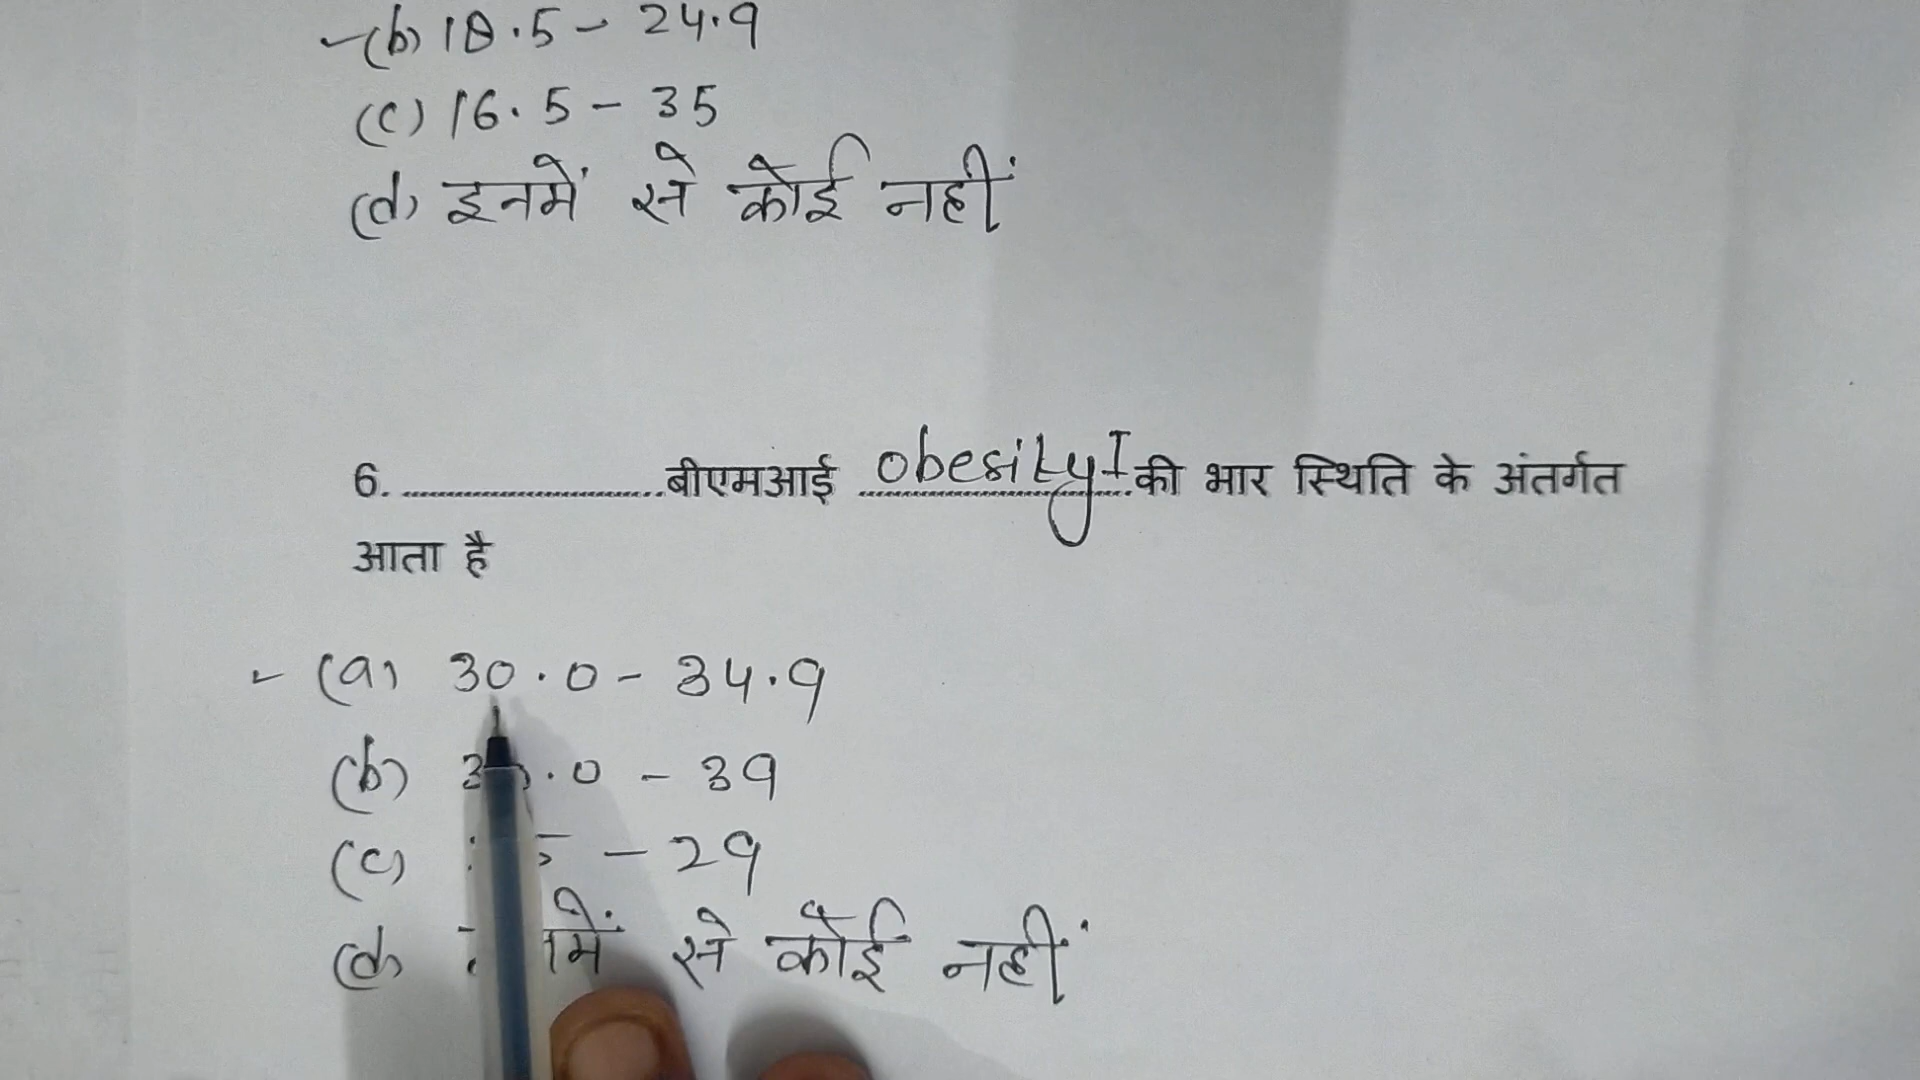 (b) 18.5 - 24.9
(c) 16.5 - 35
(d) इनमें से कोई नहीं
6. ........................बीएमआई obesity I की भार स्थिति के अंतर्गत
आता है
(a) 30.0 - 34.9
(b) .0 - 39
(c) - 29
(d) से कोई नहीं